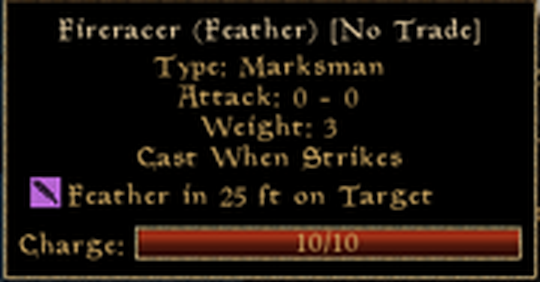 Fireracer (Feather) [No Trade]
Type: Marksman
Attack: 0 - 0
Weight: 3
Cast When Strikes
Feather in 25 ft on Target
Charge: 10/10